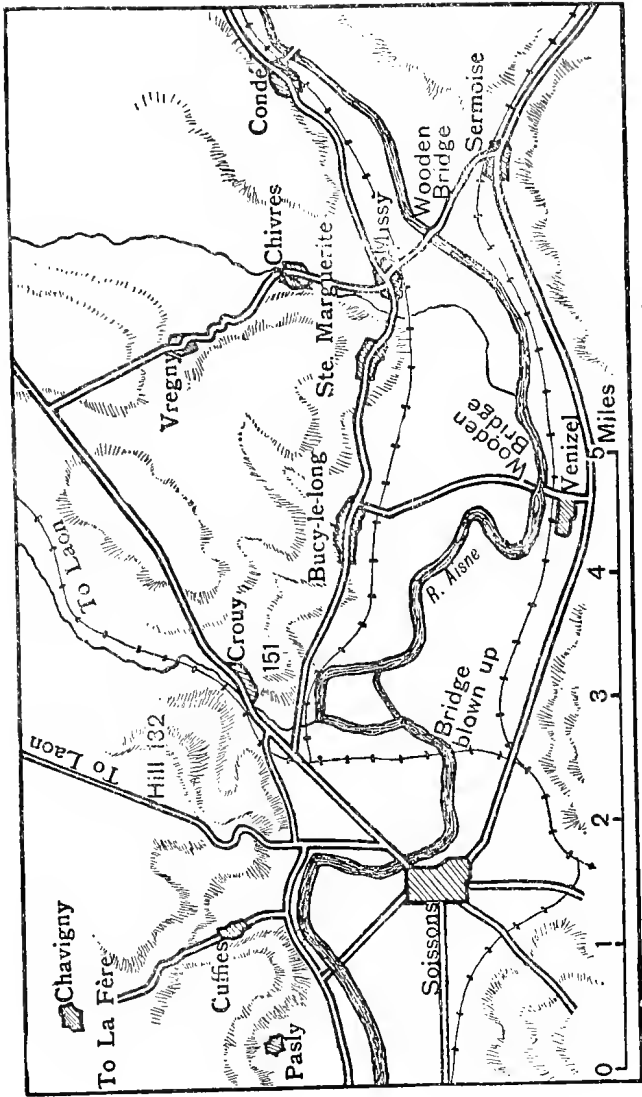 Chavigny
To La Fère
Cuffies
Pasly
To Laon
Hill 132
To Laon
Crouy
151
Vregny
Chivres
Condé
Ste. Marguerite
Missy
Bucy-le-long
Wooden
Bridge
Sermoise
Wooden
Bridge
Venizel
R. Aisne
Bridge
blown up
Soissons
0 1 2 3 4 5 Miles